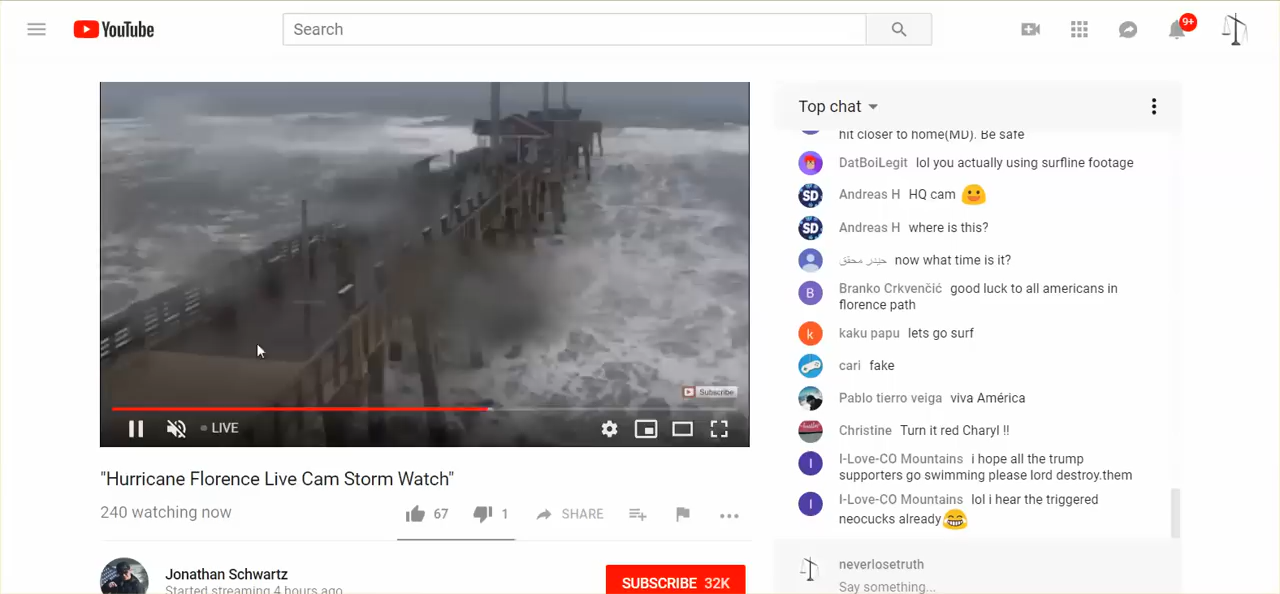 YouTube
Search
9+
Subscribe
LIVE
"Hurricane Florence Live Cam Storm Watch"
240 watching now
67
1
SHARE
Jonathan Schwartz
Started streaming 4 hours ago
SUBSCRIBE 32K
Top chat
hit closer to home(MD). Be safe
DatBoiLegit lol you actually using surfline footage
Andreas H HQ cam
Andreas H where is this?
حيدر محقق now what time is it?
B
Branko Crkvenčić good luck to all americans in
florence path
k
kaku papu lets go surf
cari fake
Pablo tierro veiga viva América
Christine Turn it red Charyl !!
I
I-Love-CO Mountains i hope all the trump
supporters go swimming please lord destroy.them
I
I-Love-CO Mountains lol i hear the triggered
neocucks already
neverlosetruth
Say something...